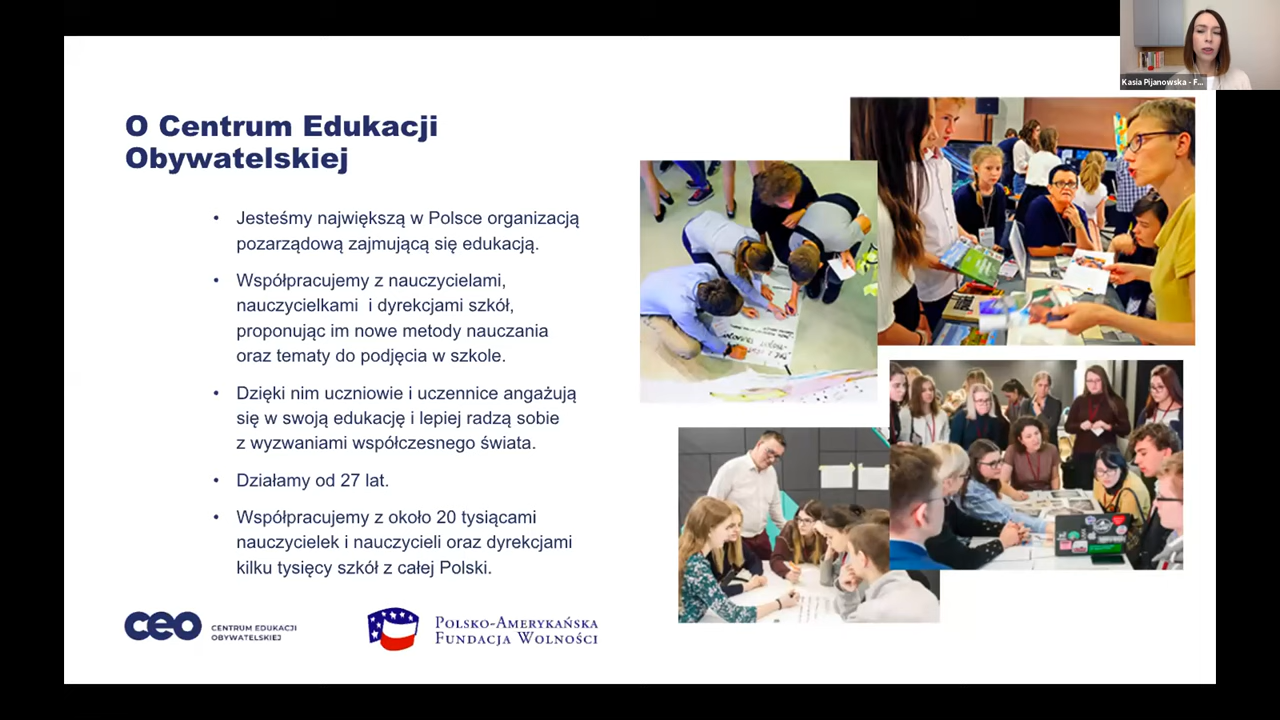 Kasia Pijanowska - F...
O Centrum Edukacji
Obywatelskiej
• Jesteśmy największą w Polsce organizacją
pozarządową zajmującą się edukacją.
• Współpracujemy z nauczycielami,
nauczycielkami i dyrekcjami szkół,
proponując im nowe metody nauczania
oraz tematy do podjęcia w szkole.
• Dzięki nim uczniowie i uczennice angażują
się w swoją edukację i lepiej radzą sobie
z wyzwaniami współczesnego świata.
• Działamy od 27 lat.
• Współpracujemy z około 20 tysiącami
nauczycielek i nauczycieli oraz dyrekcjami
kilku tysięcy szkół z całej Polski.
CEO CENTRUM EDUKACJI
OBYWATELSKIEJ
POLSKO-AMERYKAŃSKA
FUNDACJA WOLNOŚCI